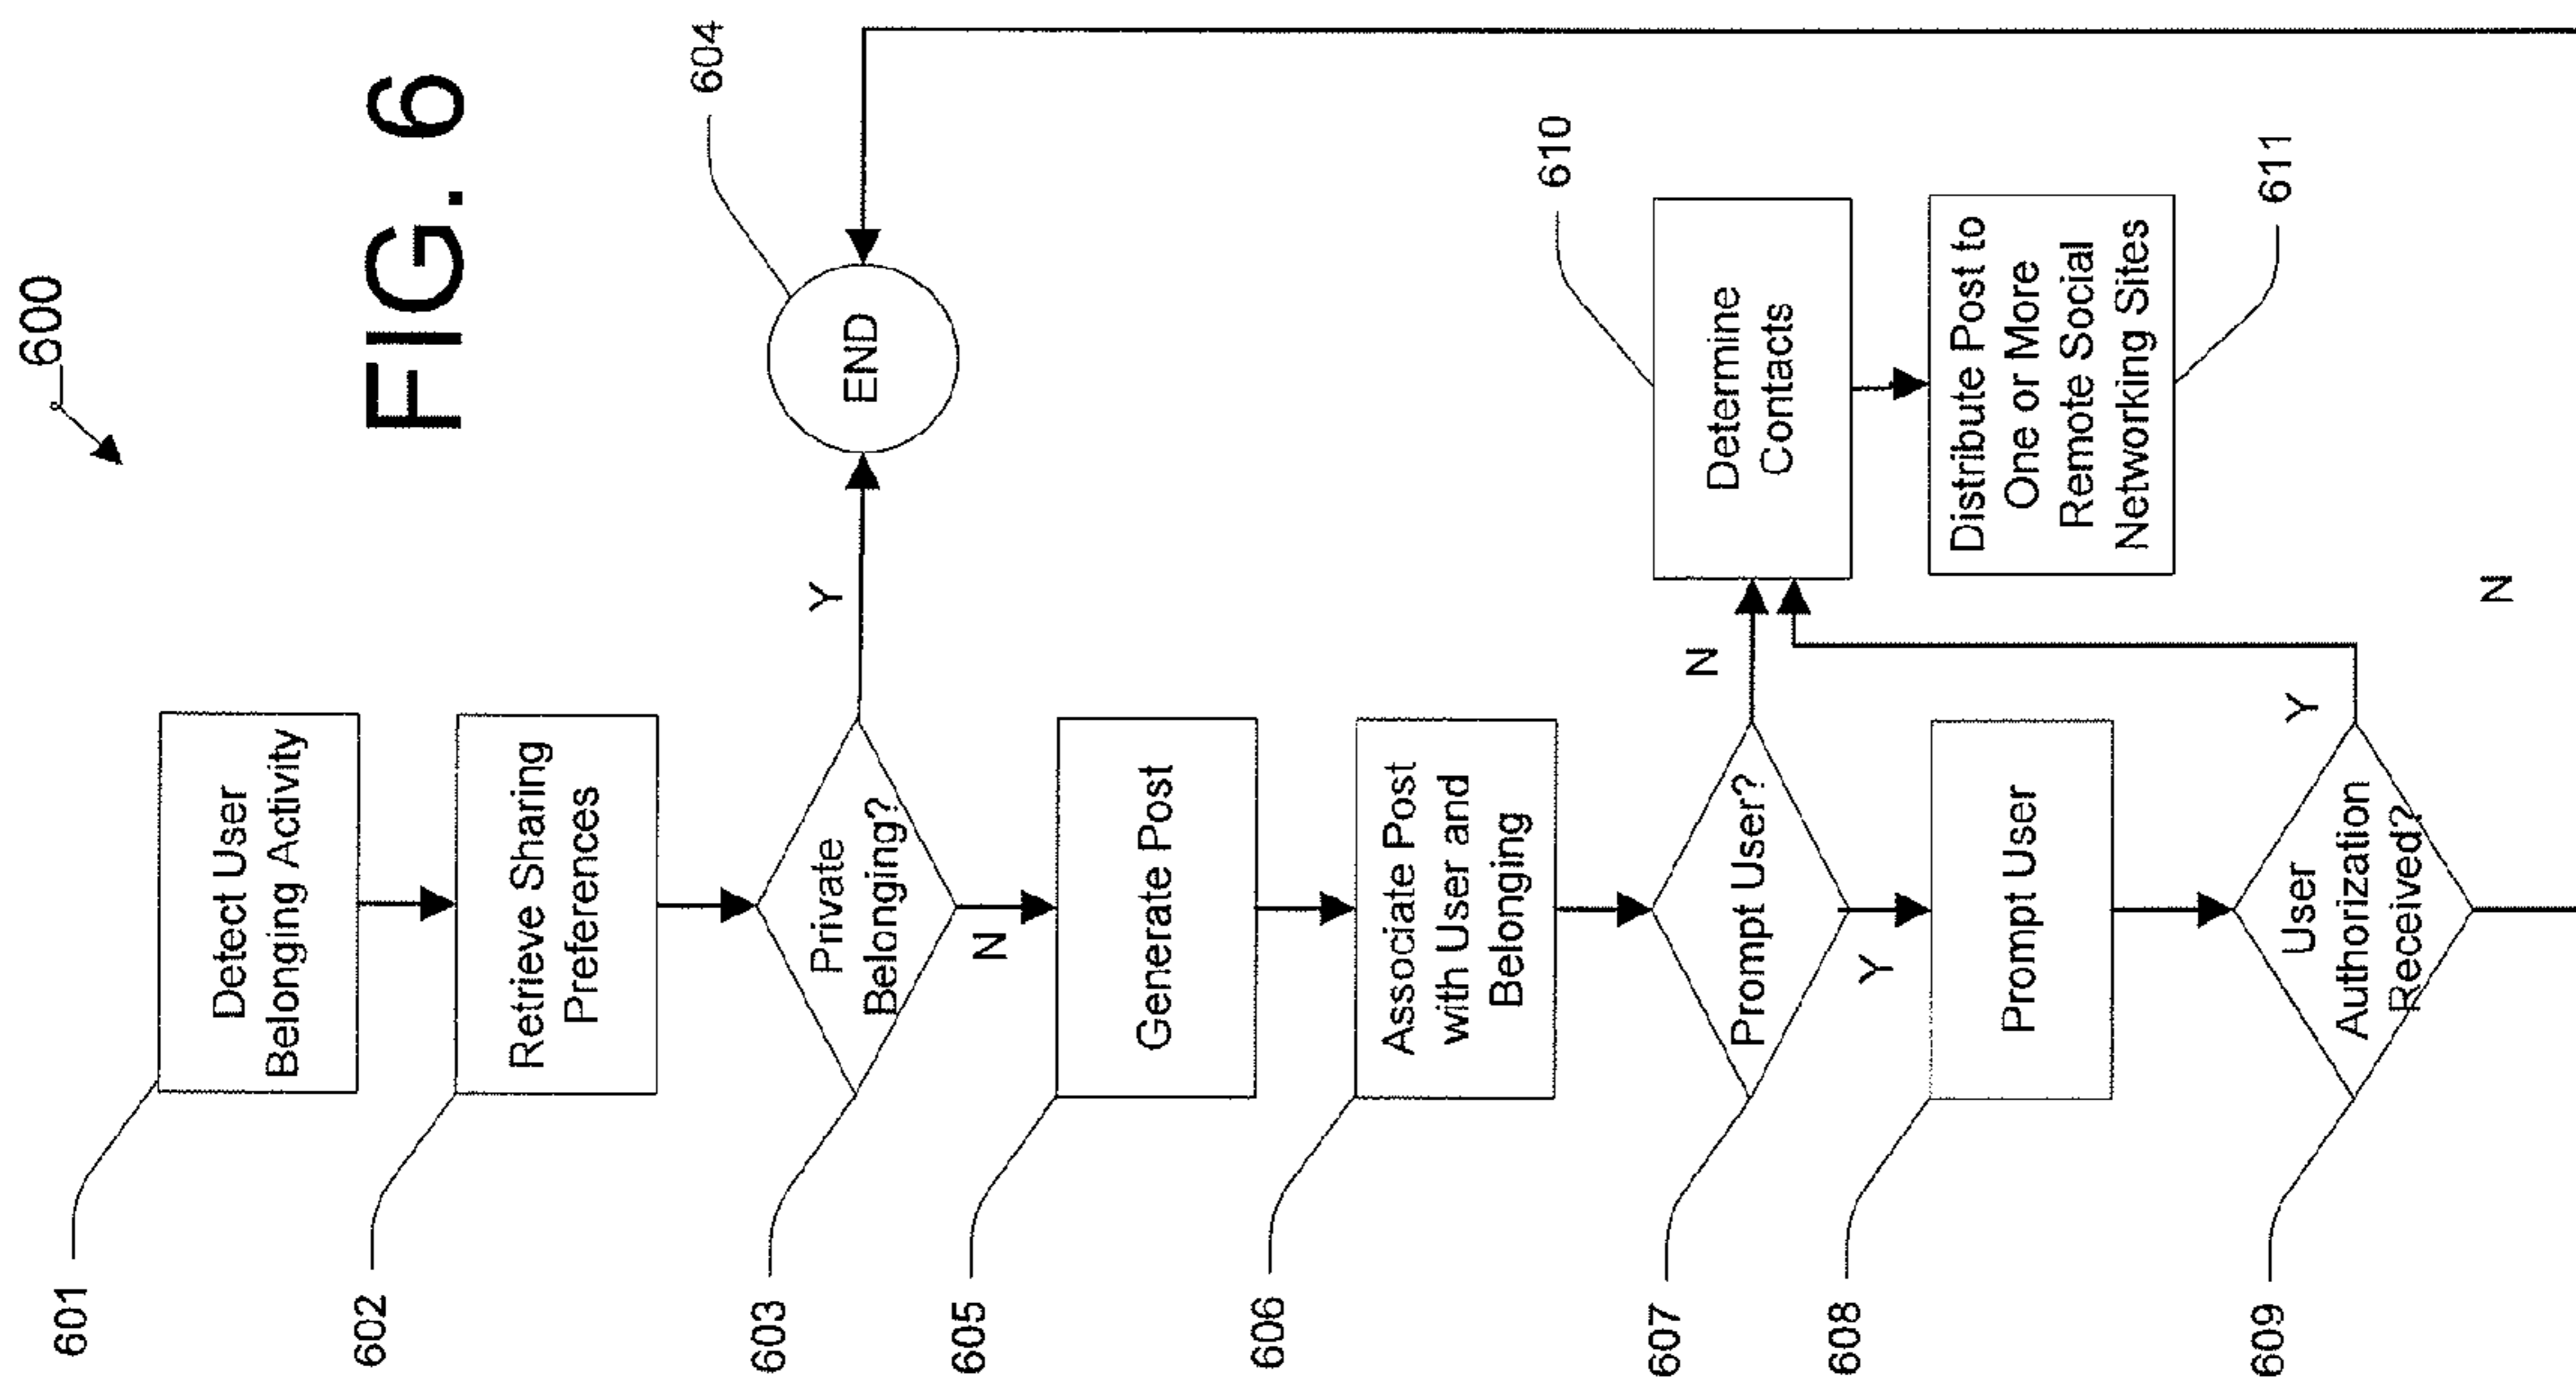 600
FIG. 6
601
Detect User
Belonging Activity
602
Retrieve Sharing
Preferences
603
Private
Belonging?
Y
END
604
N
605
Generate Post
606
Associate Post
with User and
Belonging
607
Prompt User?
N
Determine
Contacts
610
Y
608
Prompt User
Distribute Post to
One or More
Remote Social
Networking Sites
611
609
User
Authorization
Received?
Y
N